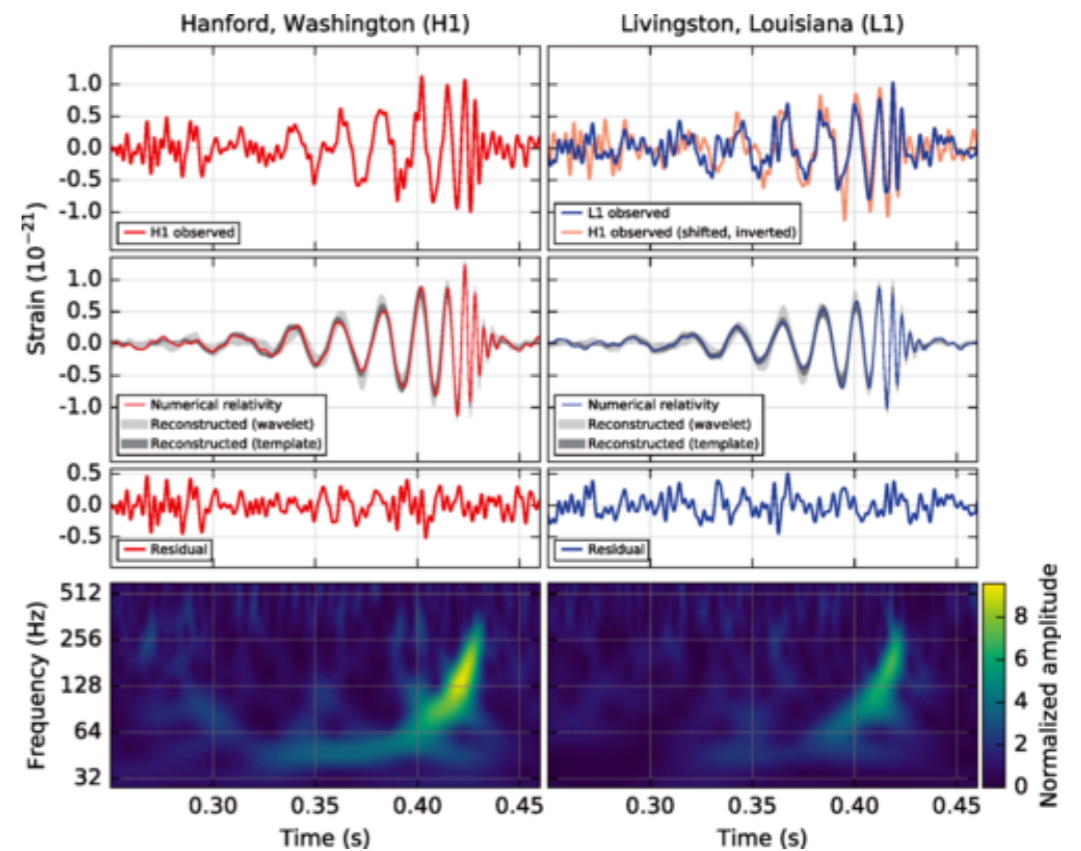 Hanford, Washington (H1)
Livingston, Louisiana (L1)
Strain (10⁻²¹)
1.0
0.5
0.0
-0.5
-1.0
H1 observed
L1 observed
H1 observed (shifted, inverted)
1.0
0.5
0.0
-0.5
-1.0
Numerical relativity
Reconstructed (wavelet)
Reconstructed (template)
Numerical relativity
Reconstructed (wavelet)
Reconstructed (template)
0.5
0.0
-0.5
Residual
Residual
Frequency (Hz)
512
256
128
64
32
Normalized amplitude
8
6
4
2
0
0.30
0.35
0.40
0.45
0.30
0.35
0.40
0.45
Time (s)
Time (s)